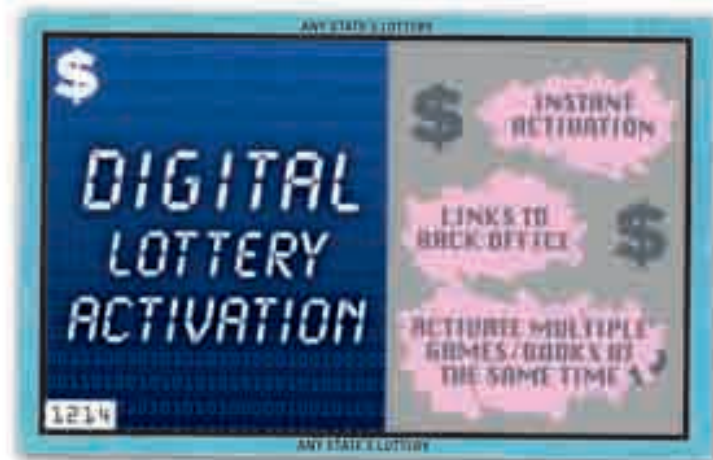 ANY STATE'S LOTTERY
$
DIGITAL
LOTTERY
ACTIVATION
1214
$
INSTANT
ACTIVATION
LINKS TO
BACK OFFICE
$
ACTIVATE MULTIPLE
GAMES/BOOKS AT
THE SAME TIME
ANY STATE'S LOTTERY